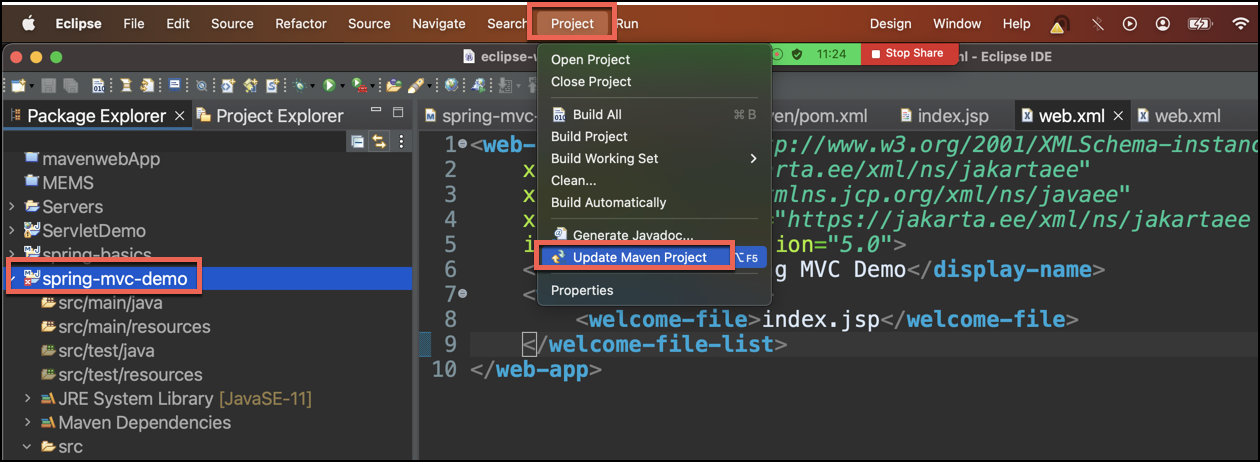 Eclipse File Edit Source Refactor Source Navigate Search Project Run Design Window Help
eclipse-w
11:24
Stop Share
ml - Eclipse IDE
Package Explorer
Project Explorer
mavenwebApp
MEMS
Servers
ServletDemo
spring-basics
spring-mvc-demo
src/main/java
src/main/resources
src/test/java
src/test/resources
JRE System Library [JavaSE-11]
Maven Dependencies
src
Open Project
Close Project
Build All ⌘ B
Build Project
Build Working Set
Clean...
Build Automatically
Generate Javadoc...
Update Maven Project ⌥ F5
Properties
spring-mvc-
ven/pom.xml
index.jsp
web.xml
web.xml
1 <web- p://www.w3.org/2001/XMLSchema-instanc
2 x karta.ee/xml/ns/jakartaee"
3 x mlns.jcp.org/xml/ns/javaee"
4 x ="https://jakarta.ee/xml/ns/jakartaee
5 i ion="5.0">
6 < g MVC Demo</display-name>
7 < >
8 <welcome-file>index.jsp</welcome-file>
9 </welcome-file-list>
10 </web-app>